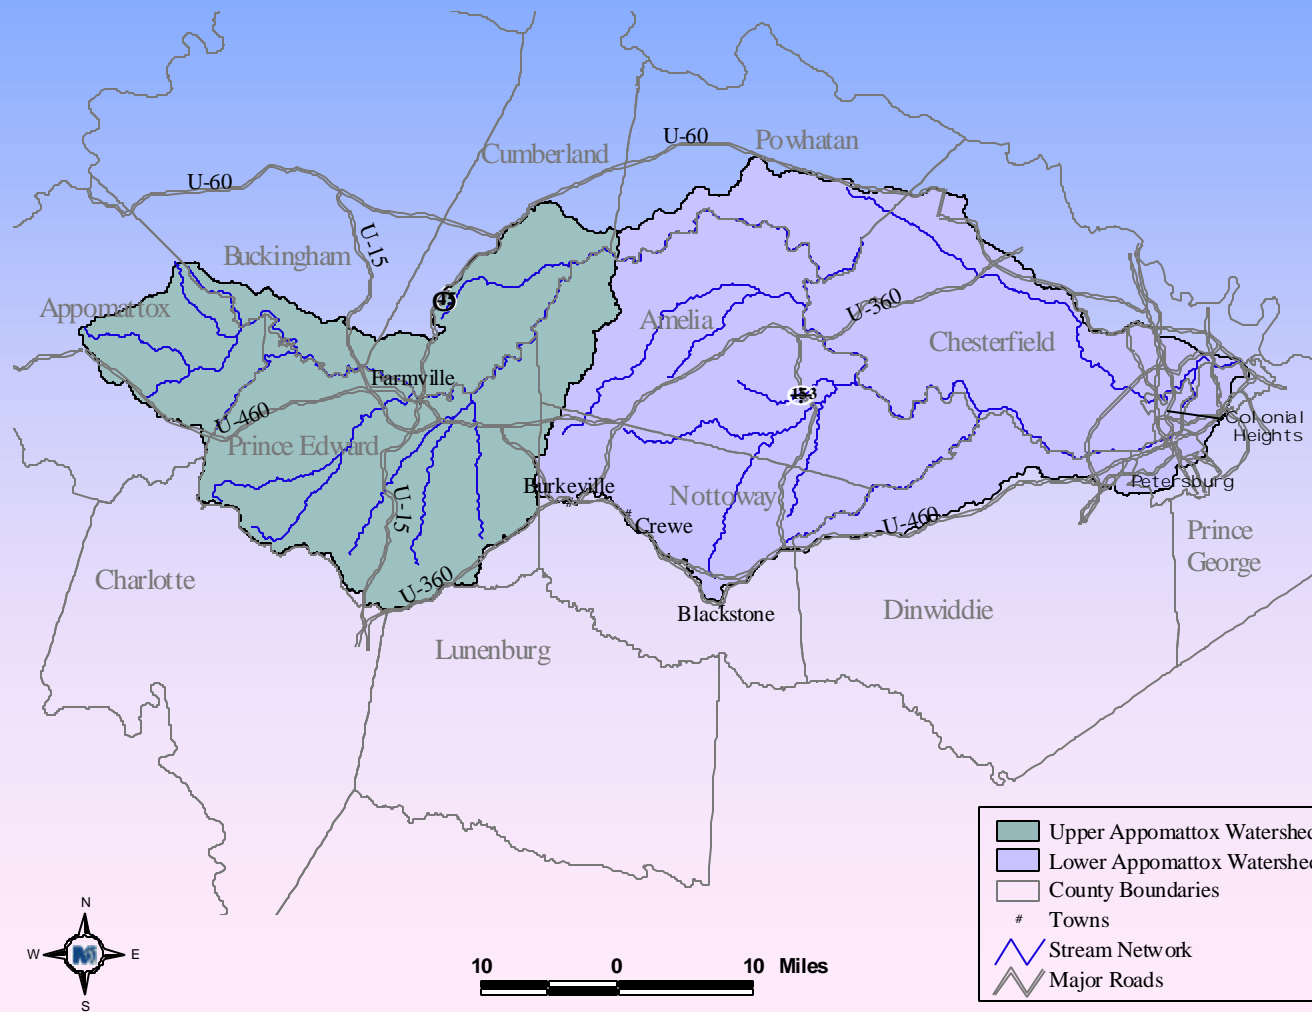 U-60
Powhatan
Cumberland
U-60
U-15
Buckingham
Appomattox
45
U-360
Amelia
Chesterfield
Farmville
U-460
Colonial
Heights
Prince Edward
Burkeville
Petersburg
Nottoway
U-15
Crewe
U-460
Prince
George
Charlotte
U-360
Blackstone
Dinwiddie
Lunenburg
Upper Appomattox Watershed
Lower Appomattox Watershed
County Boundaries
# Towns
Stream Network
Major Roads
N
W E
S
10 0 10 Miles